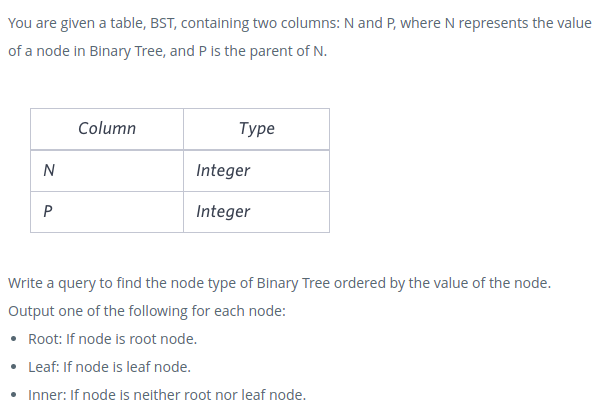 You are given a table, BST, containing two columns: N and P, where N represents the value
of a node in Binary Tree, and P is the parent of N.
Column Type
N Integer
P Integer
Write a query to find the node type of Binary Tree ordered by the value of the node.
Output one of the following for each node:
• Root: If node is root node.
• Leaf: If node is leaf node.
• Inner: If node is neither root nor leaf node.